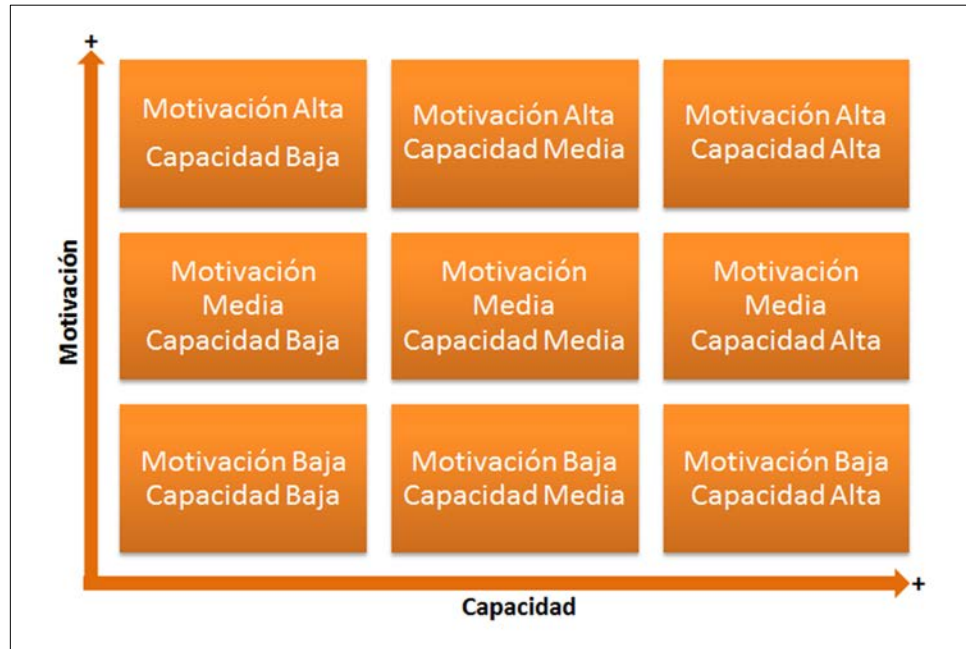 +
Motivación Alta
Capacidad Baja
Motivación Alta
Capacidad Media
Motivación Alta
Capacidad Alta
Motivación
Motivación
Media
Capacidad Baja
Motivación
Media
Capacidad Media
Motivación
Media
Capacidad Alta
Motivación Baja
Capacidad Baja
Motivación Baja
Capacidad Media
Motivación Baja
Capacidad Alta
+
Capacidad